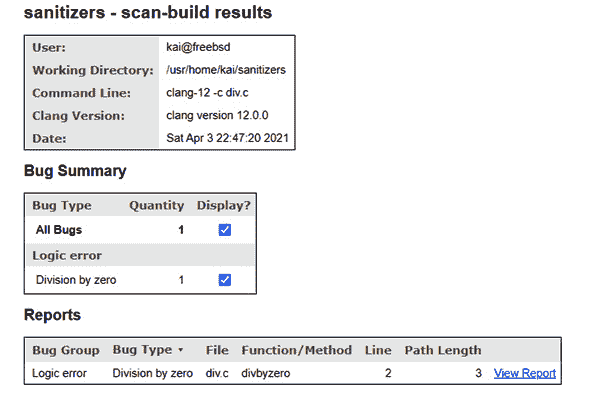 sanitizers - scan-build results
User: kai@freebsd
Working Directory: /usr/home/kai/sanitizers
Command Line: clang-12 -c div.c
Clang Version: clang version 12.0.0
Date: Sat Apr 3 22:47:20 2021
Bug Summary
Bug Type Quantity Display?
All Bugs 1
Logic error
Division by zero 1
Reports
Bug Group Bug Type ▾ File Function/Method Line Path Length
Logic error Division by zero div.c divbyzero 2 3 View Report